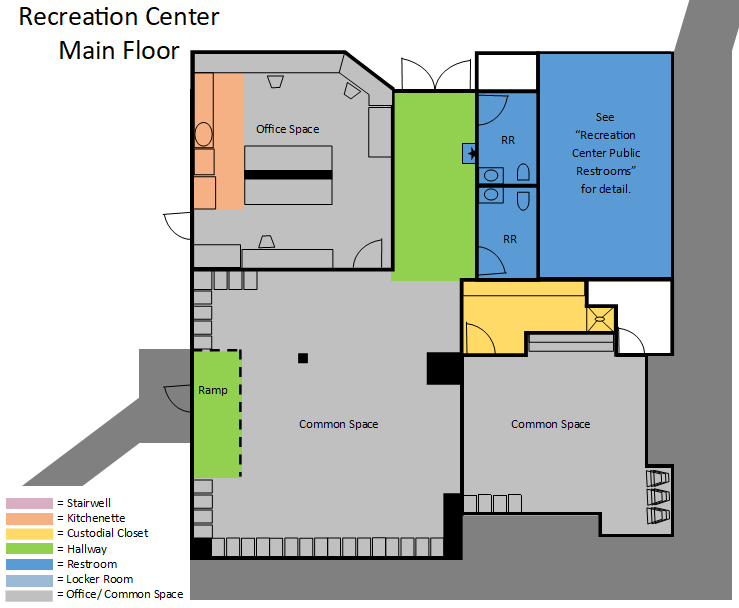 Recreation Center
Main Floor
Office Space
RR
See
“Recreation
Center Public
Restrooms”
for detail.
RR
Ramp
Common Space
Common Space
= Stairwell
= Kitchenette
= Custodial Closet
= Hallway
= Restroom
= Locker Room
= Office/ Common Space